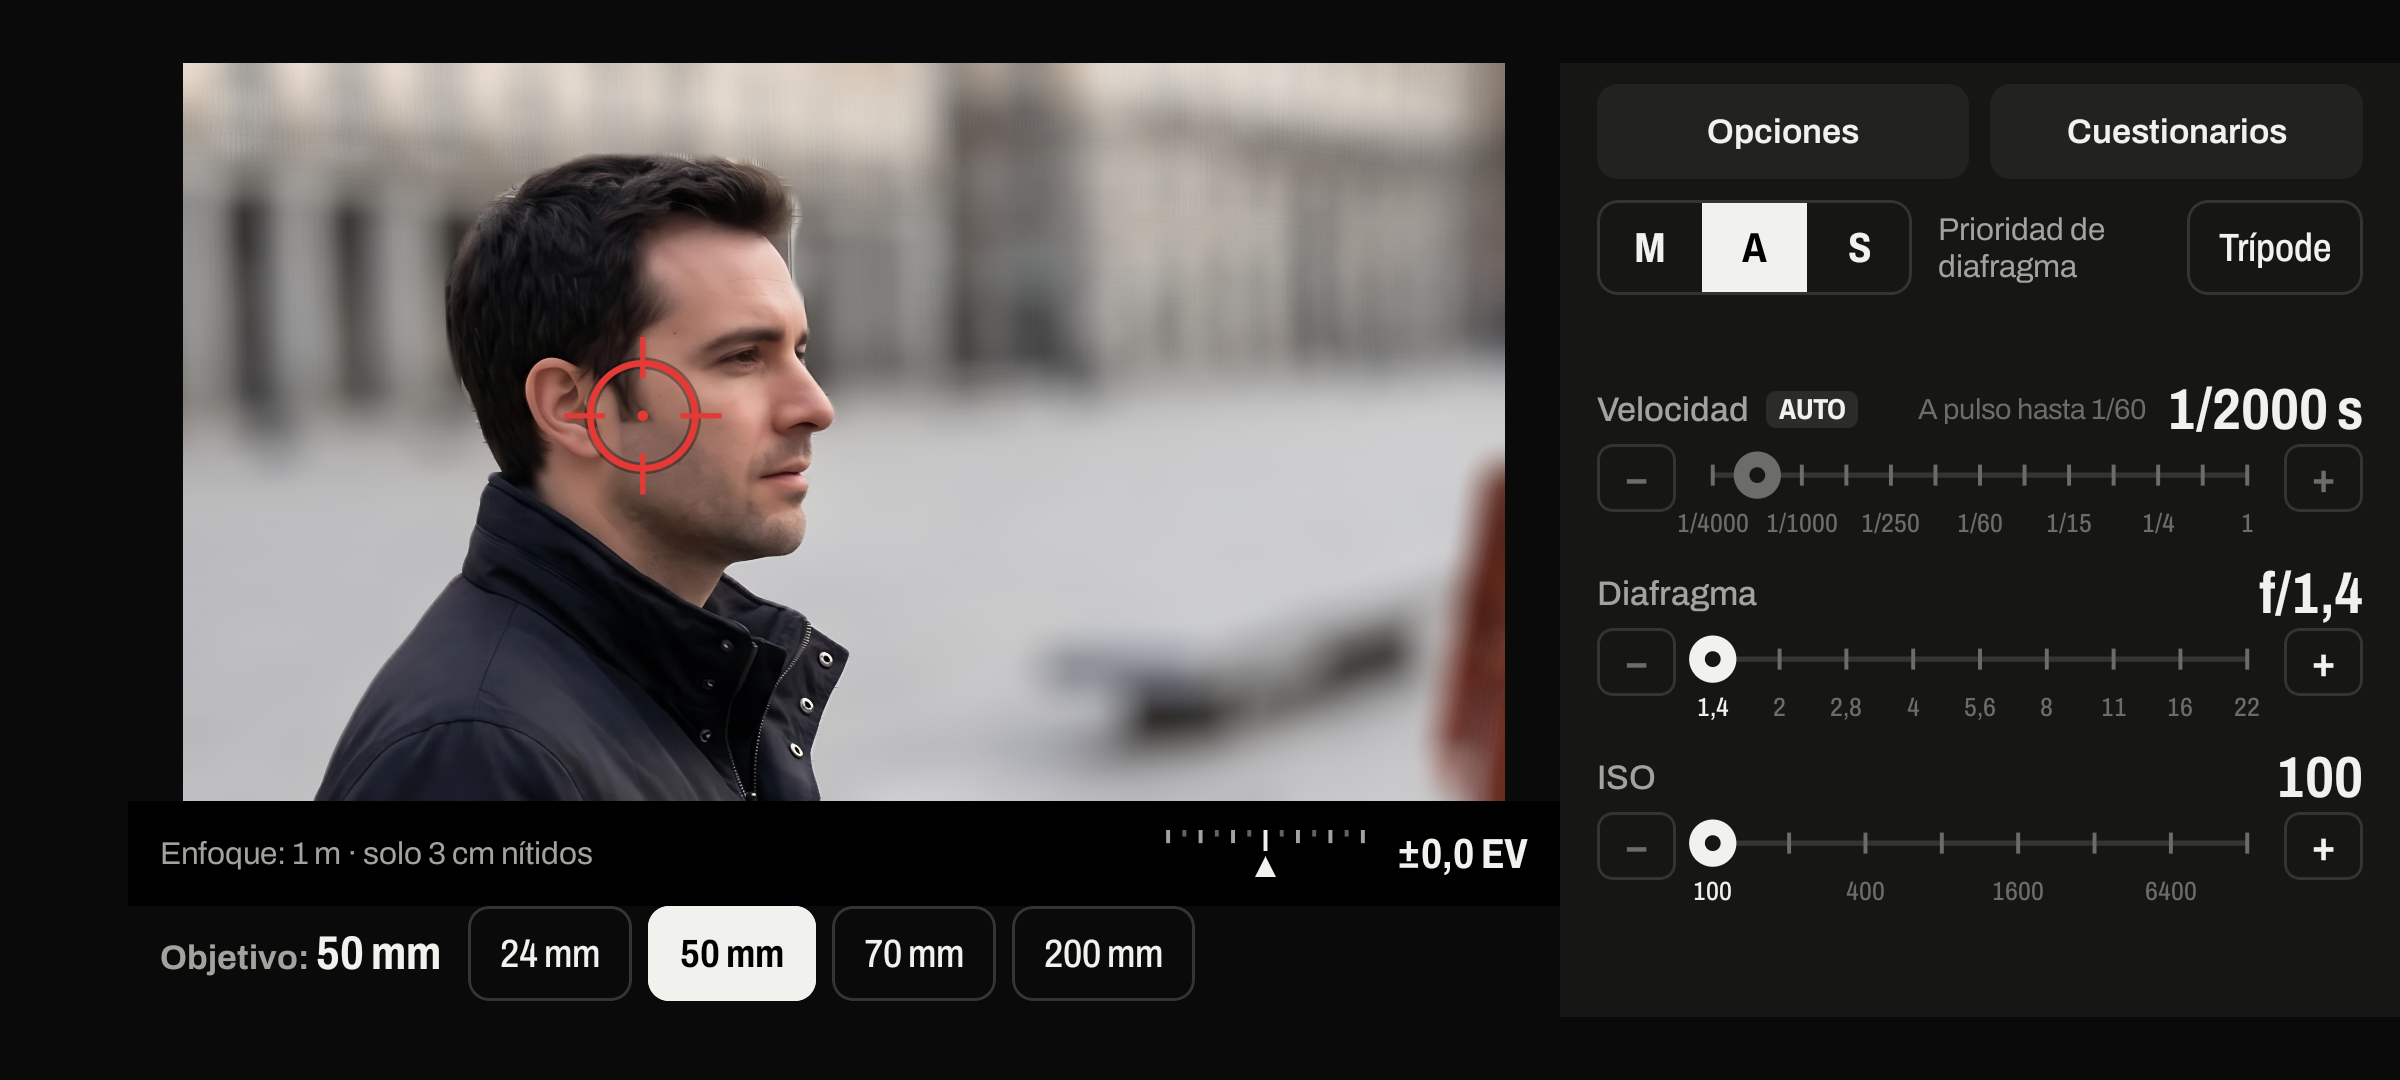 Opciones
Cuestionarios
M
A
S
Prioridad de
diafragma
Trípode
Velocidad AUTO A pulso hasta 1/60 1/2000 s
− +
1/4000 1/1000 1/250 1/60 1/15 1/4 1
Diafragma f/1,4
− +
1,4 2 2,8 4 5,6 8 11 16 22
ISO 100
− +
100 400 1600 6400
Enfoque: 1 m · solo 3 cm nítidos
±0,0 EV
Objetivo: 50 mm
24 mm
50 mm
70 mm
200 mm